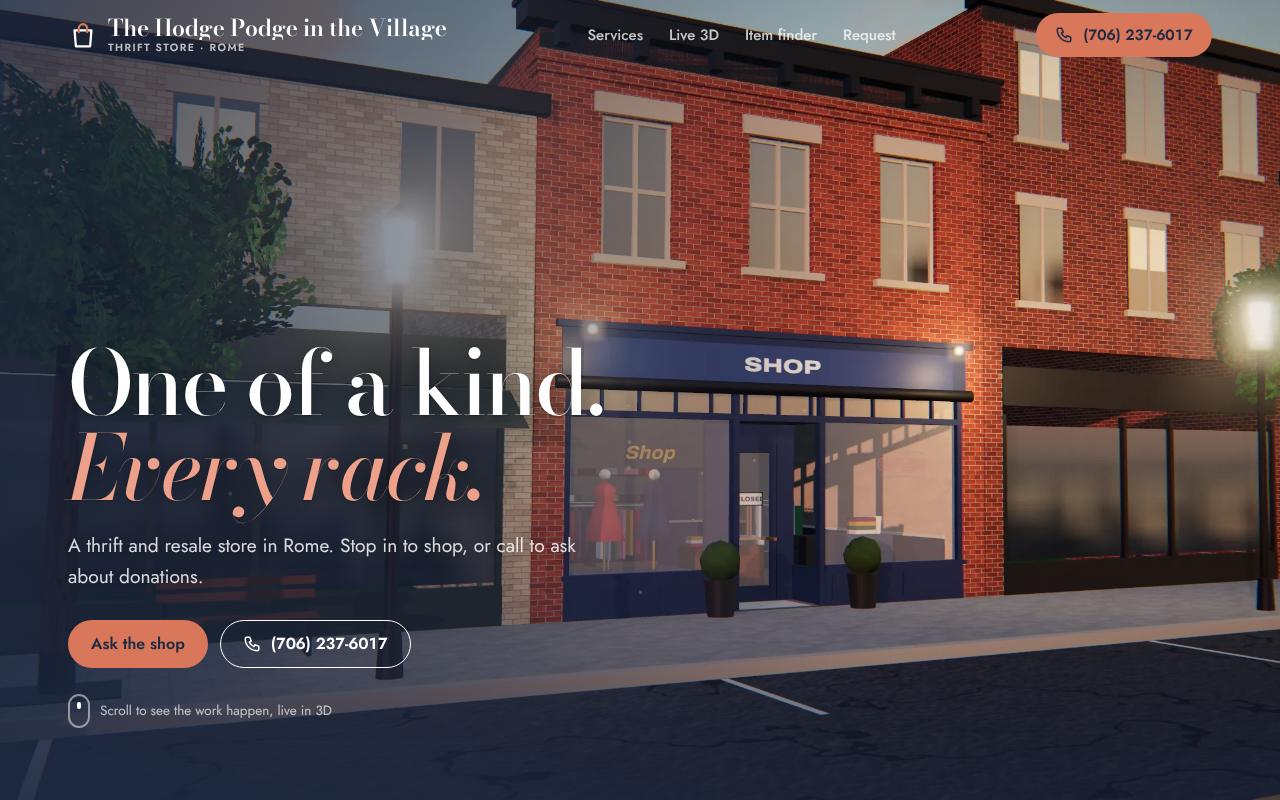 The Hodge Podge in the Village
THRIFT STORE · ROME
Services
Live 3D
Item finder
Request
(706) 237-6017
SHOP
Shop
CLOSED
One of a kind.
Every rack.
A thrift and resale store in Rome. Stop in to shop, or call to ask
about donations.
Ask the shop
(706) 237-6017
Scroll to see the work happen, live in 3D